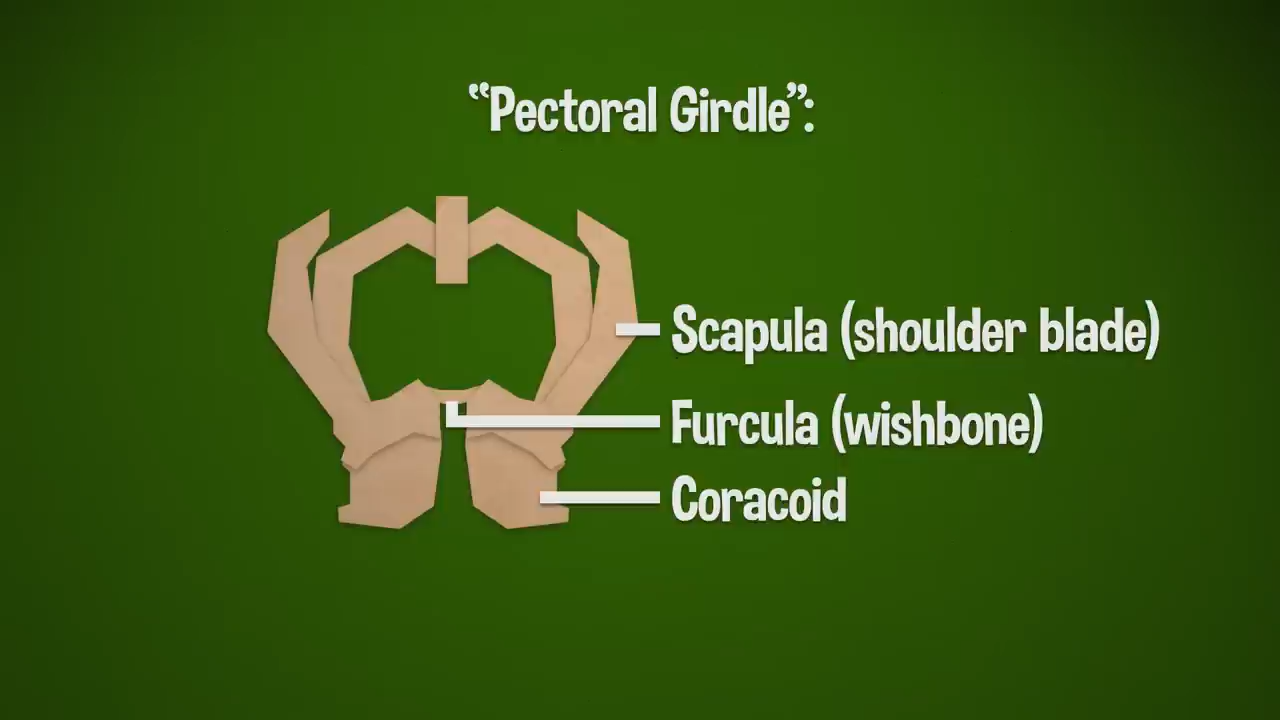 “Pectoral Girdle”:
Scapula (shoulder blade)
Furcula (wishbone)
Coracoid